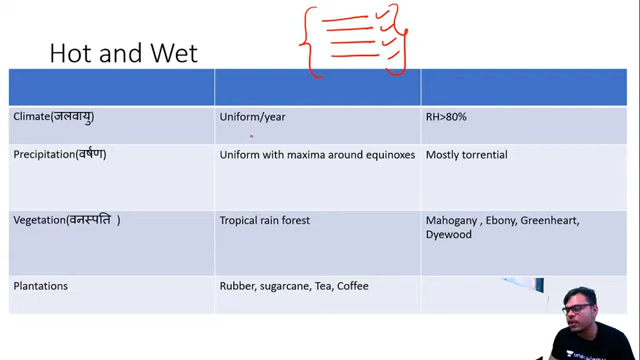 Hot and Wet
Climate(जलवायु)
Uniform/year
RH>80%
Precipitation(वर्षण)
Uniform with maxima around equinoxes
Mostly torrential
Vegetation(वनस्पति )
Tropical rain forest
Mahogany , Ebony, Greenheart,
Dyewood
Plantations
Rubber, sugarcane, Tea, Coffee